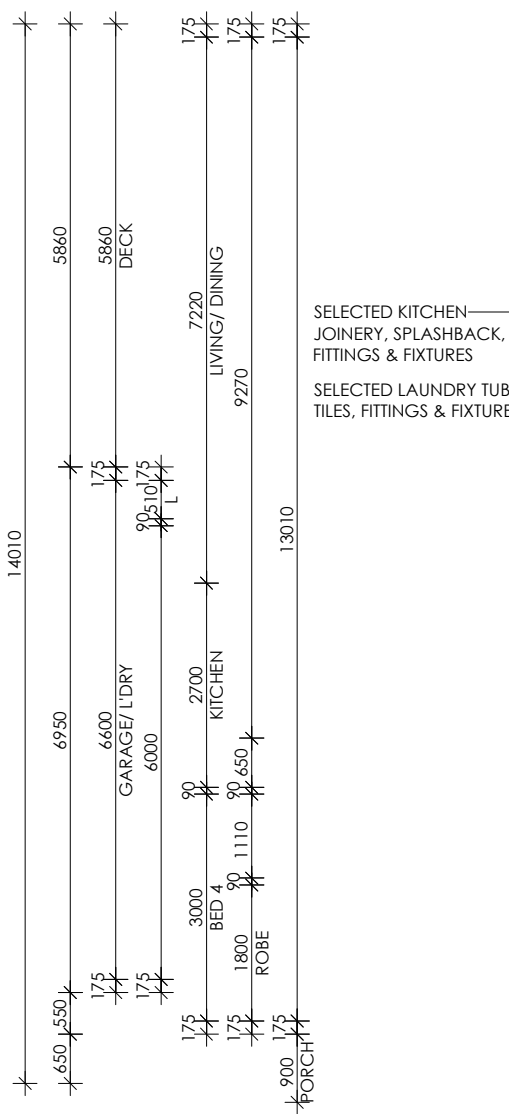 175
175
175
5860
5860
DECK
7220
LIVING/ DINING
9270
SELECTED KITCHEN
JOINERY, SPLASHBACK,
FITTINGS & FIXTURES
SELECTED LAUNDRY TUB
TILES, FITTINGS & FIXTURE
175
175
510
L
90
14010
13010
6950
6600
GARAGE/ L'DRY
6000
2700
KITCHEN
650
90
90
1110
90
3000
BED 4
1800
ROBE
175
175
550
175
175
175
650
900
PORCH